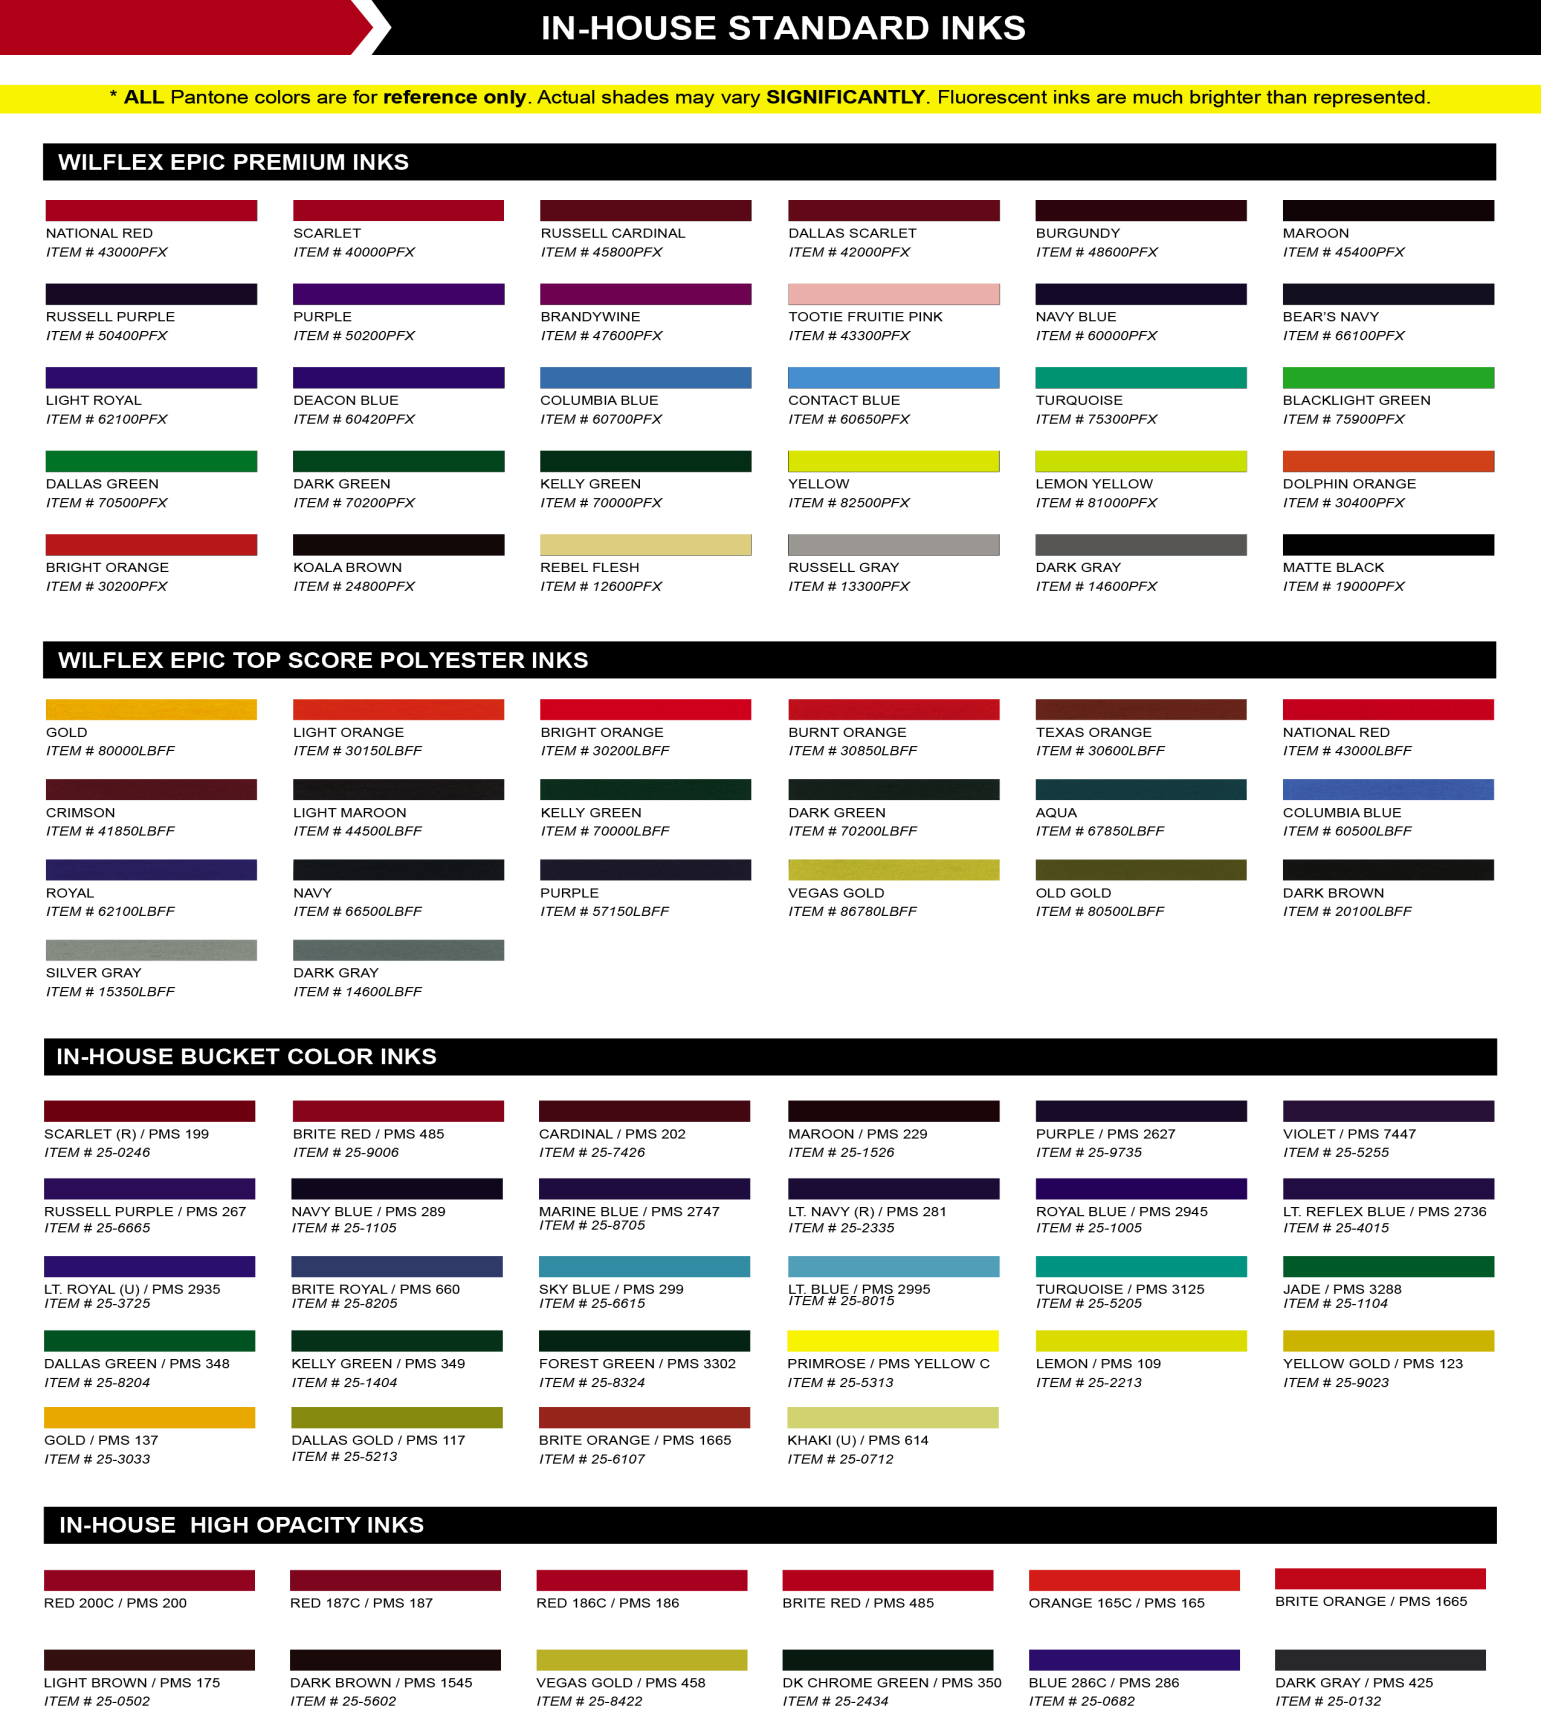 IN-HOUSE STANDARD INKS
* ALL Pantone colors are for reference only. Actual shades may vary SIGNIFICANTLY. Fluorescent inks are much brighter than represented.
WILFLEX EPIC PREMIUM INKS
NATIONAL RED SCARLET RUSSELL CARDINAL DALLAS SCARLET BURGUNDY MAROON
ITEM # 43000PFX ITEM # 40000PFX ITEM # 45800PFX ITEM # 42000PFX ITEM # 48600PFX ITEM # 45400PFX
RUSSELL PURPLE PURPLE BRANDYWINE TOOTIE FRUITIE PINK NAVY BLUE BEAR'S NAVY
ITEM # 50400PFX ITEM # 50200PFX ITEM # 47600PFX ITEM # 43300PFX ITEM # 60000PFX ITEM # 66100PFX
LIGHT ROYAL DEACON BLUE COLUMBIA BLUE CONTACT BLUE TURQUOISE BLACKLIGHT GREEN
ITEM # 62100PFX ITEM # 60420PFX ITEM # 60700PFX ITEM # 60650PFX ITEM # 75300PFX ITEM # 75900PFX
DALLAS GREEN DARK GREEN KELLY GREEN YELLOW LEMON YELLOW DOLPHIN ORANGE
ITEM # 70500PFX ITEM # 70200PFX ITEM # 70000PFX ITEM # 82500PFX ITEM # 81000PFX ITEM # 30400PFX
BRIGHT ORANGE KOALA BROWN REBEL FLESH RUSSELL GRAY DARK GRAY MATTE BLACK
ITEM # 30200PFX ITEM # 24800PFX ITEM # 12600PFX ITEM # 13300PFX ITEM # 14600PFX ITEM # 19000PFX
WILFLEX EPIC TOP SCORE POLYESTER INKS
GOLD LIGHT ORANGE BRIGHT ORANGE BURNT ORANGE TEXAS ORANGE NATIONAL RED
ITEM # 80000LBFF ITEM # 30150LBFF ITEM # 30200LBFF ITEM # 30850LBFF ITEM # 30600LBFF ITEM # 43000LBFF
CRIMSON LIGHT MAROON KELLY GREEN DARK GREEN AQUA COLUMBIA BLUE
ITEM # 41850LBFF ITEM # 44500LBFF ITEM # 70000LBFF ITEM # 70200LBFF ITEM # 67850LBFF ITEM # 60500LBFF
ROYAL NAVY PURPLE VEGAS GOLD OLD GOLD DARK BROWN
ITEM # 62100LBFF ITEM # 66500LBFF ITEM # 57150LBFF ITEM # 86780LBFF ITEM # 80500LBFF ITEM # 20100LBFF
SILVER GRAY DARK GRAY
ITEM # 15350LBFF ITEM # 14600LBFF
IN-HOUSE BUCKET COLOR INKS
SCARLET (R) / PMS 199 BRITE RED / PMS 485 CARDINAL / PMS 202 MAROON / PMS 229 PURPLE / PMS 2627 VIOLET / PMS 7447
ITEM # 25-0246 ITEM # 25-9006 ITEM # 25-7426 ITEM # 25-1526 ITEM # 25-9735 ITEM # 25-5255
RUSSELL PURPLE / PMS 267 NAVY BLUE / PMS 289 MARINE BLUE / PMS 2747 LT. NAVY (R) / PMS 281 ROYAL BLUE / PMS 2945 LT. REFLEX BLUE / PMS 2736
ITEM # 25-6665 ITEM # 25-1105 ITEM # 25-8705 ITEM # 25-2335 ITEM # 25-1005 ITEM # 25-4015
LT. ROYAL (U) / PMS 2935 BRITE ROYAL / PMS 660 SKY BLUE / PMS 299 LT. BLUE / PMS 2995 TURQUOISE / PMS 3125 JADE / PMS 3288
ITEM # 25-3725 ITEM # 25-8205 ITEM # 25-6615 ITEM # 25-8015 ITEM # 25-5205 ITEM # 25-1104
DALLAS GREEN / PMS 348 KELLY GREEN / PMS 349 FOREST GREEN / PMS 3302 PRIMROSE / PMS YELLOW C LEMON / PMS 109 YELLOW GOLD / PMS 123
ITEM # 25-8204 ITEM # 25-1404 ITEM # 25-8324 ITEM # 25-5313 ITEM # 25-2213 ITEM # 25-9023
GOLD / PMS 137 DALLAS GOLD / PMS 117 BRITE ORANGE / PMS 1665 KHAKI (U) / PMS 614
ITEM # 25-3033 ITEM # 25-5213 ITEM # 25-6107 ITEM # 25-0712
IN-HOUSE HIGH OPACITY INKS
RED 200C / PMS 200 RED 187C / PMS 187 RED 186C / PMS 186 BRITE RED / PMS 485 ORANGE 165C / PMS 165 BRITE ORANGE / PMS 1665
LIGHT BROWN / PMS 175 DARK BROWN / PMS 1545 VEGAS GOLD / PMS 458 DK CHROME GREEN / PMS 350 BLUE 286C / PMS 286 DARK GRAY / PMS 425
ITEM # 25-0502 ITEM # 25-5602 ITEM # 25-8422 ITEM # 25-2434 ITEM # 25-0682 ITEM # 25-0132